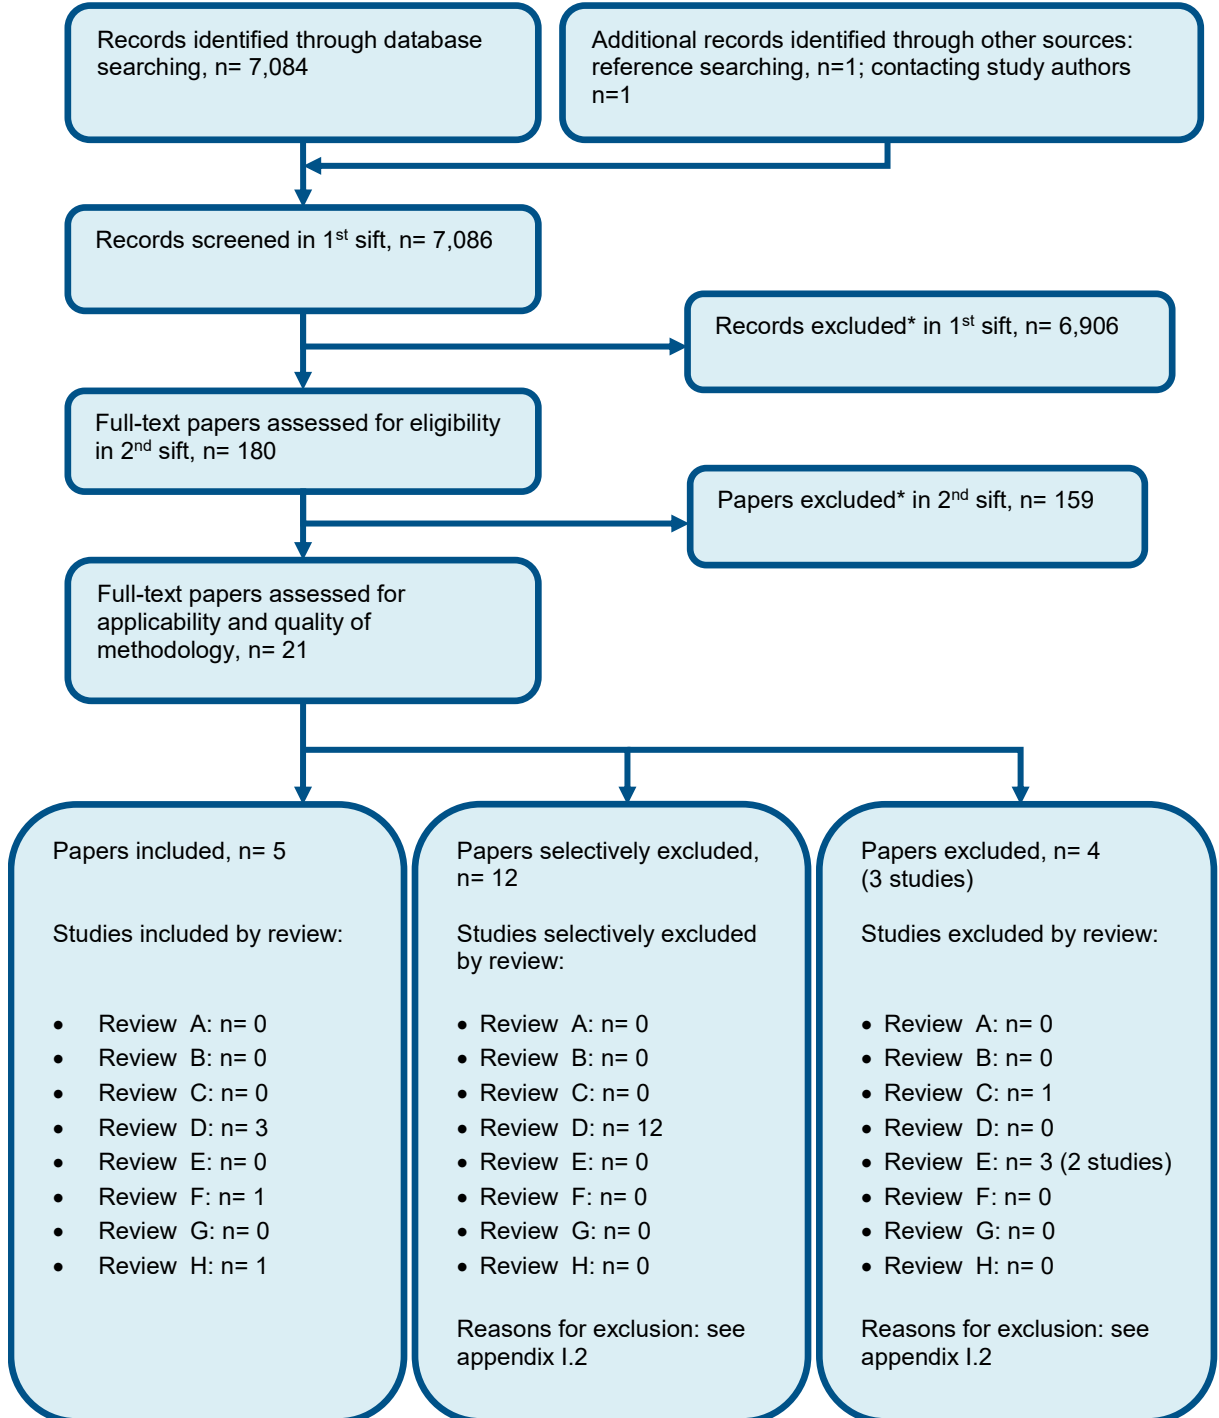 Records identified through database
searching, n= 7,084
Additional records identified through other sources:
reference searching, n=1; contacting study authors
n=1
Records screened in 1st sift, n= 7,086
Records excluded* in 1st sift, n= 6,906
Full-text papers assessed for eligibility
in 2nd sift, n= 180
Papers excluded* in 2nd sift, n= 159
Full-text papers assessed for
applicability and quality of
methodology, n= 21
Papers included, n= 5
Studies included by review:
• Review A: n= 0
• Review B: n= 0
• Review C: n= 0
• Review D: n= 3
• Review E: n= 0
• Review F: n= 1
• Review G: n= 0
• Review H: n= 1
Papers selectively excluded,
n= 12
Studies selectively excluded
by review:
• Review A: n= 0
• Review B: n= 0
• Review C: n= 0
• Review D: n= 12
• Review E: n= 0
• Review F: n= 0
• Review G: n= 0
• Review H: n= 0
Reasons for exclusion: see
appendix I.2
Papers excluded, n= 4
(3 studies)
Studies excluded by review:
• Review A: n= 0
• Review B: n= 0
• Review C: n= 1
• Review D: n= 0
• Review E: n= 3 (2 studies)
• Review F: n= 0
• Review G: n= 0
• Review H: n= 0
Reasons for exclusion: see
appendix I.2